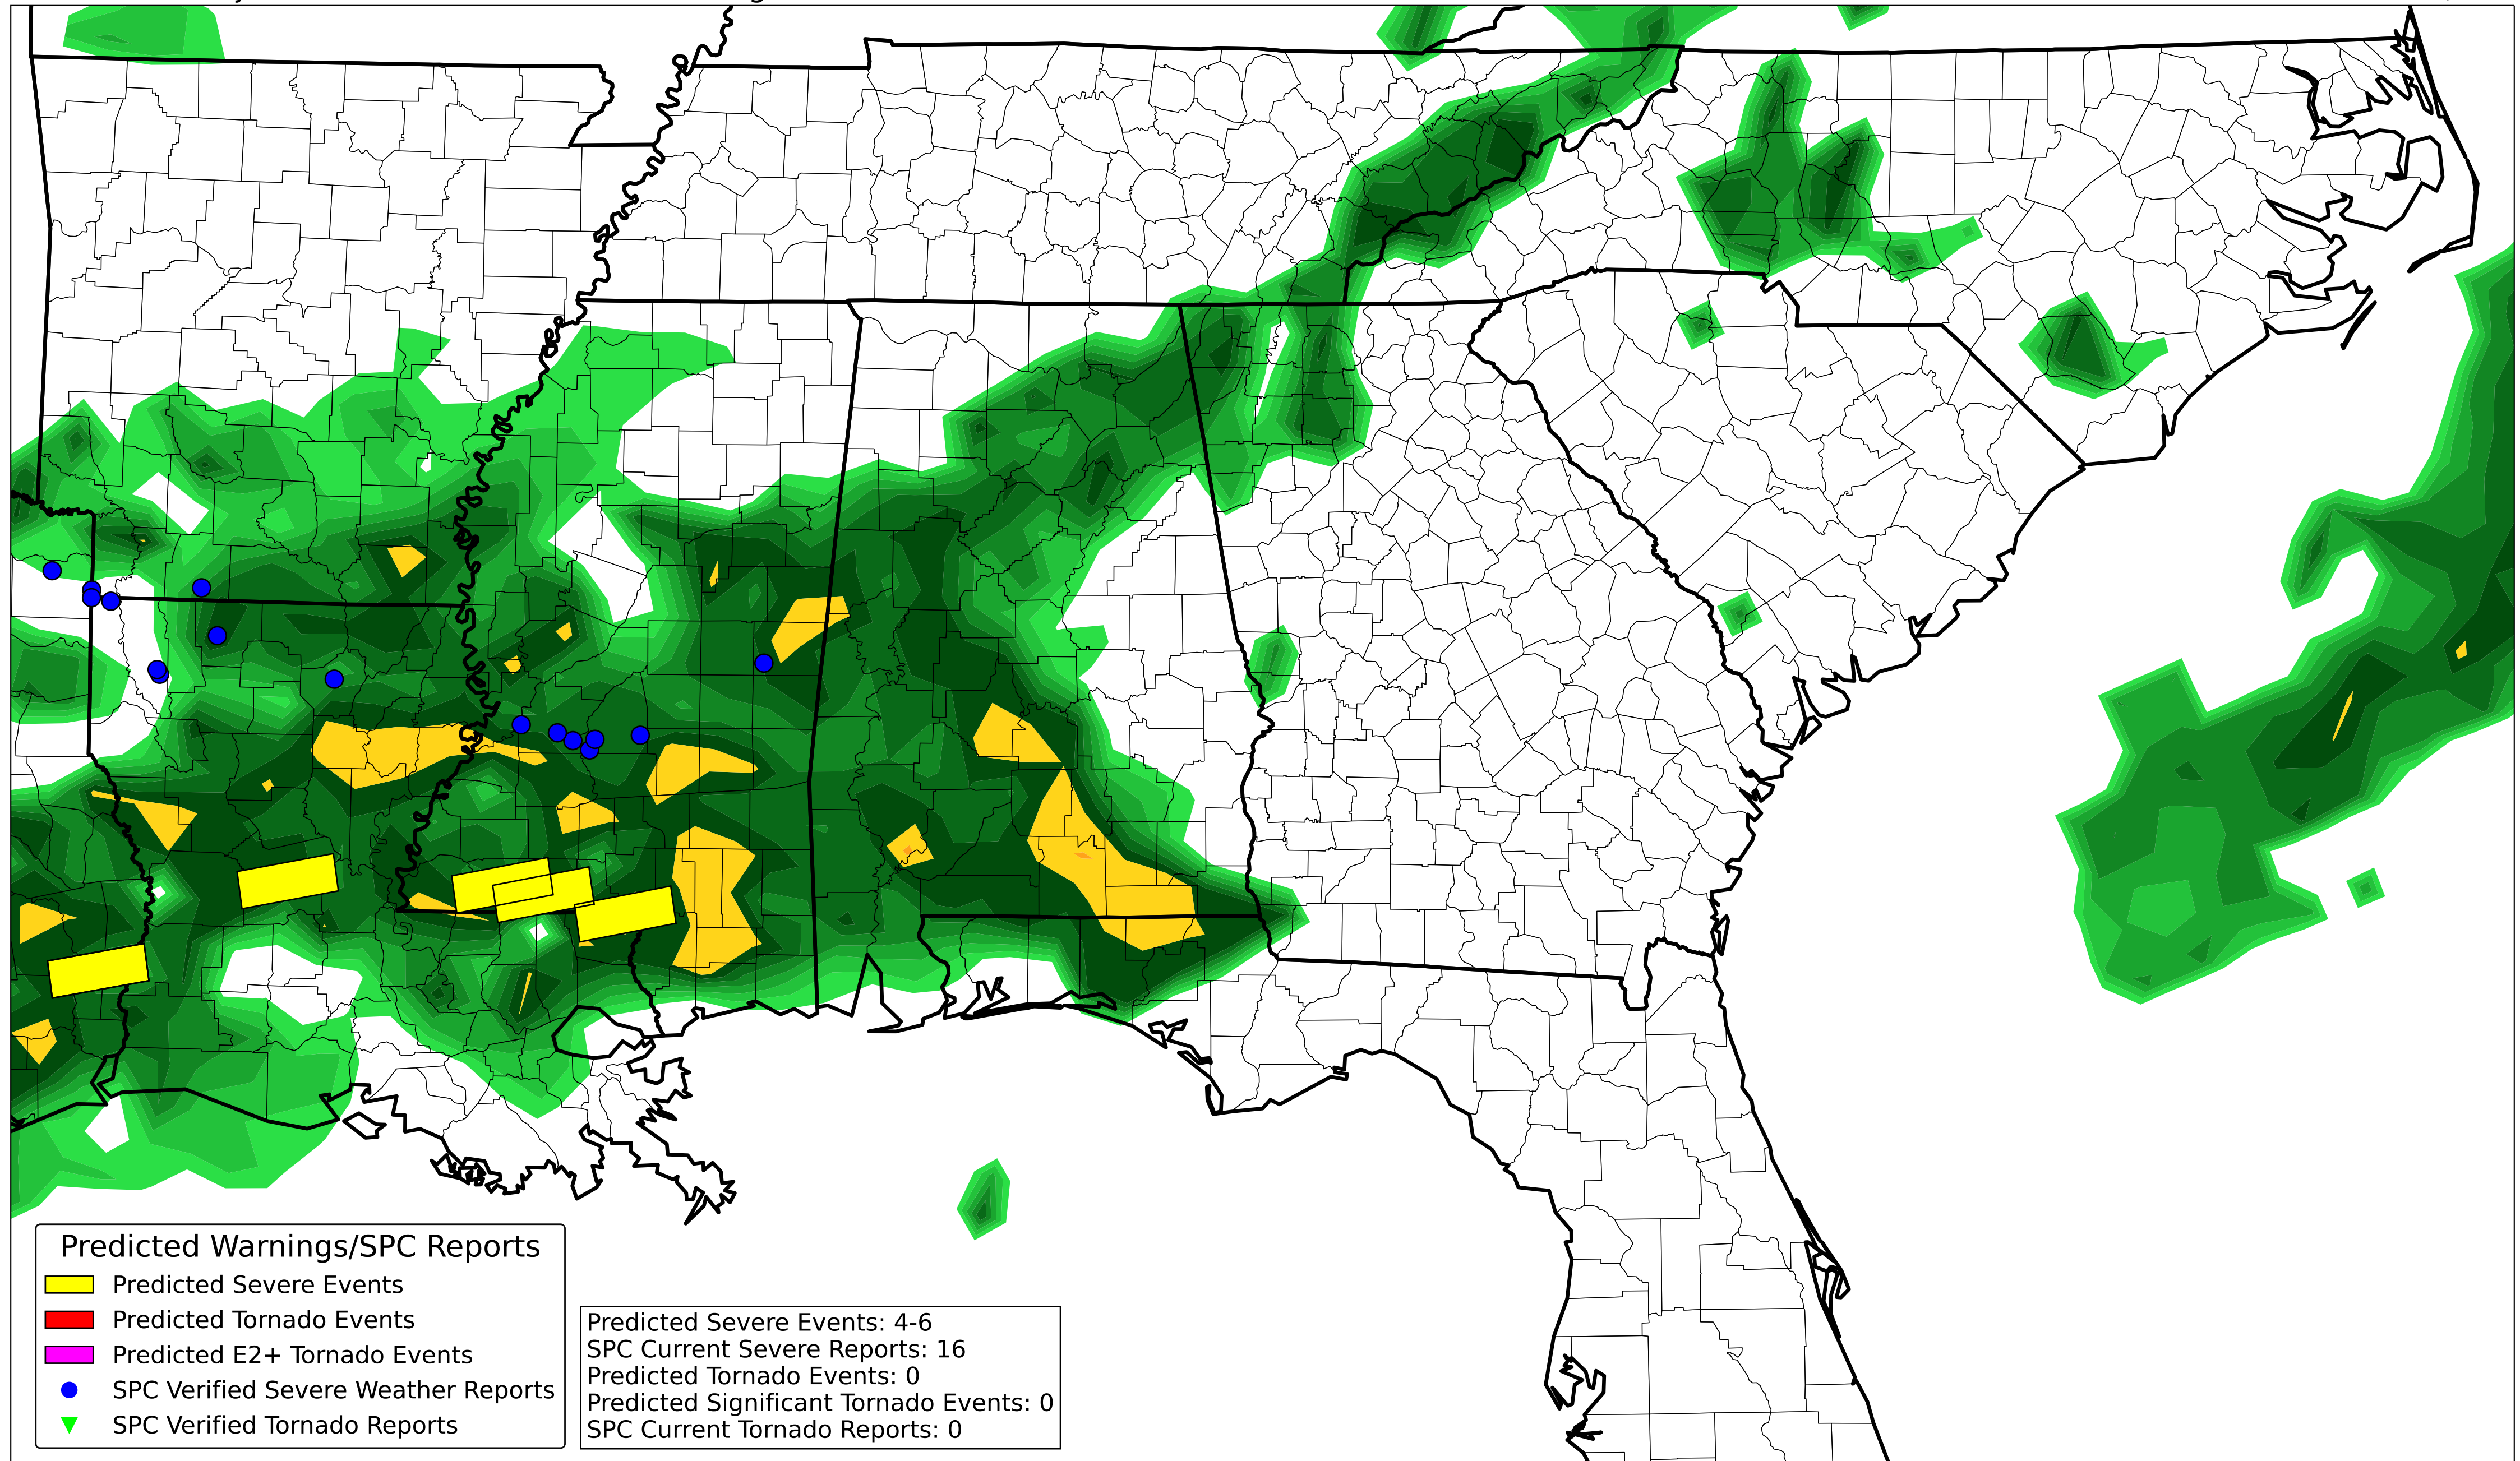 Predicted Warnings/SPC Reports
Predicted Severe Events
Predicted Tornado Events
Predicted E2+ Tornado Events
SPC Verified Severe Weather Reports
SPC Verified Tornado Reports
Predicted Severe Events: 4-6
SPC Current Severe Reports: 16
Predicted Tornado Events: 0
Predicted Significant Tornado Events: 0
SPC Current Tornado Reports: 0